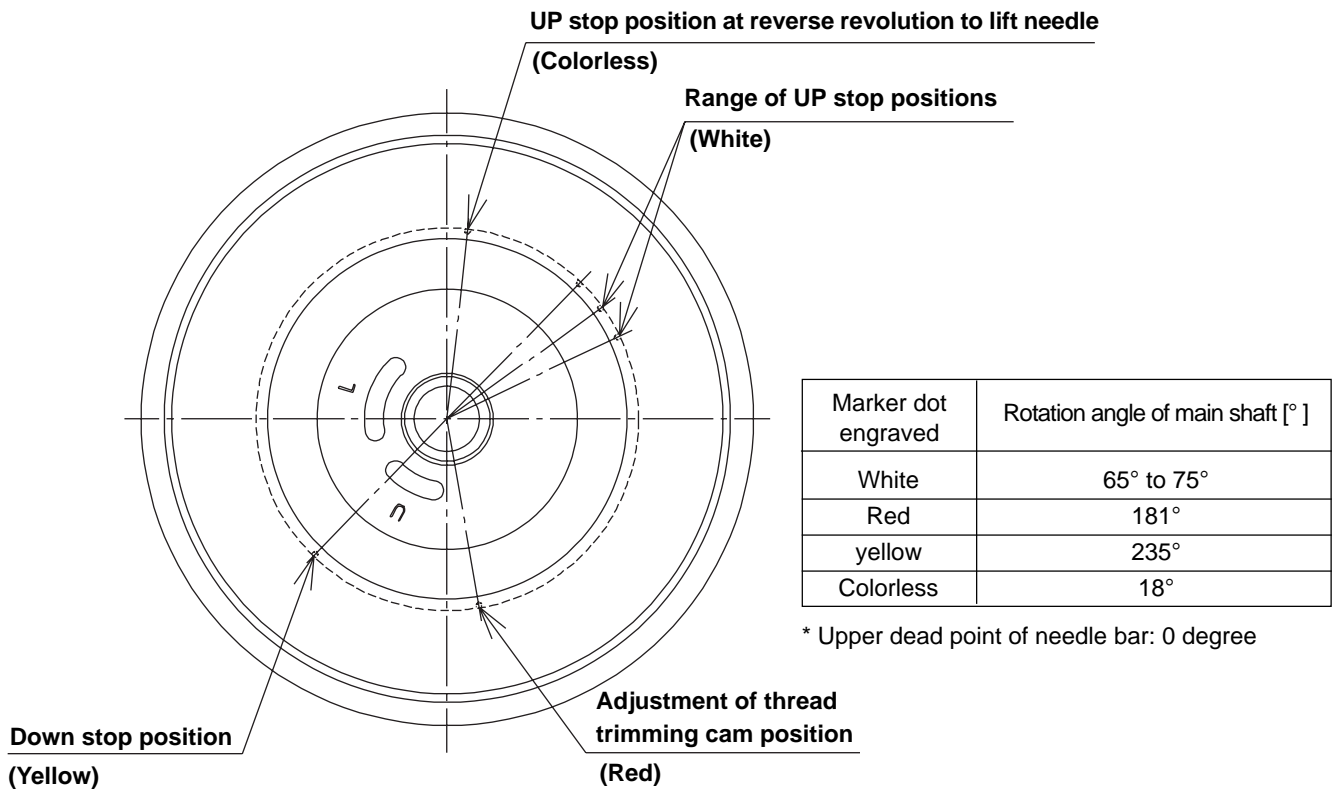 UP stop position at reverse revolution to lift needle
(Colorless)
Range of UP stop positions
(White)
L
U
Marker dot
engraved
Rotation angle of main shaft [° ]
White
65° to 75°
Red
181°
yellow
235°
Colorless
18°
* Upper dead point of needle bar: 0 degree
Adjustment of thread
trimming cam position
(Red)
Down stop position
(Yellow)